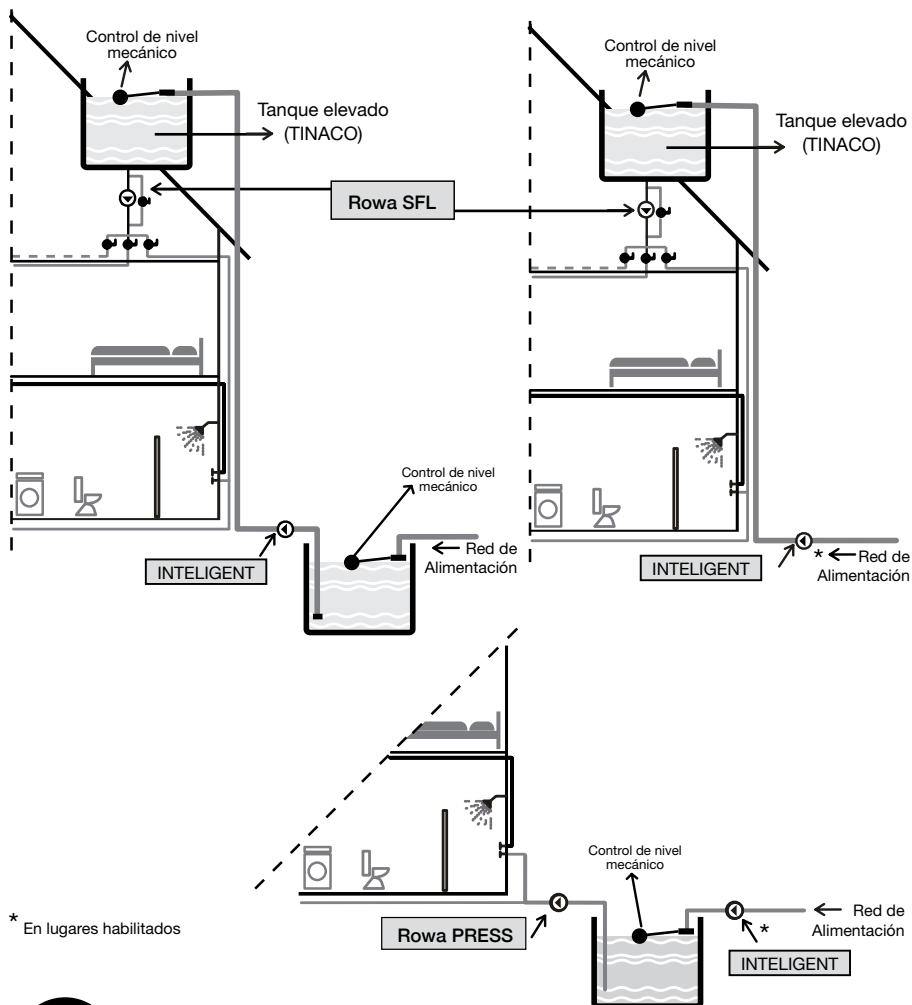 Control de nivel
mecánico
Tanque elevado
(TINACO)
Rowa SFL
Control de nivel
mecánico
Tanque elevado
(TINACO)
Control de nivel
mecánico
INTELIGENT
Red de
Alimentación
INTELIGENT
* Red de
Alimentación
Control de nivel
mecánico
Rowa PRESS
*
Red de
Alimentación
INTELIGENT
* En lugares habilitados